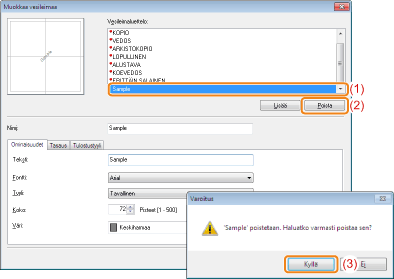 Muokkaa vesileimaa
Vesileimaluettelo:
*KOPIO
*VEDOS
*ARKISTOKOPIO
*LOPULLINEN
*ALUSTAVA
*KOEVEDOS
*ERITTÄIN SALAINEN
Sample
(1)
Lisää
Poista
(2)
Nimi:
Sample
Ominaisuudet
Tasaus
Tulostustyyli
Teksti:
Sample
Fontti:
Arial
Tyyli:
Tavallinen
Koko:
72
Pisteet [1 - 500]
Väri:
Keskiharmaa
Varoitus
'Sample' poistetaan. Haluatko varmasti poistaa sen?
Kyllä
(3)
Ei